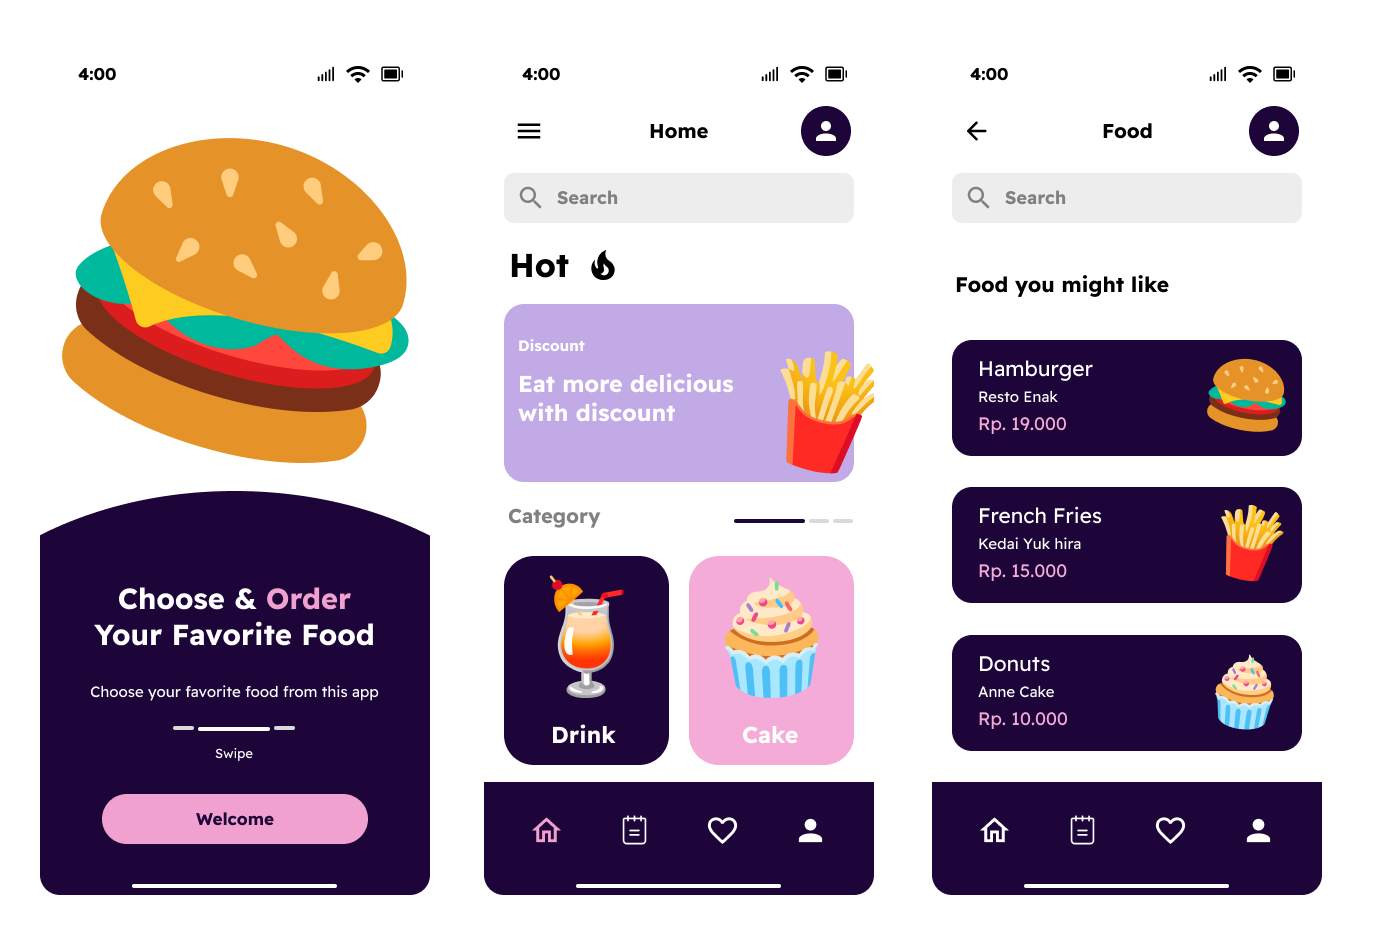 4:00
Choose & Order
Your Favorite Food
Choose your favorite food from this app
Swipe
Welcome
4:00
Home
Search
Hot
Discount
Eat more delicious
with discount
Category
Drink
Cake
4:00
Food
Search
Food you might like
Hamburger
Resto Enak
Rp. 19.000
French Fries
Kedai Yuk hira
Rp. 15.000
Donuts
Anne Cake
Rp. 10.000